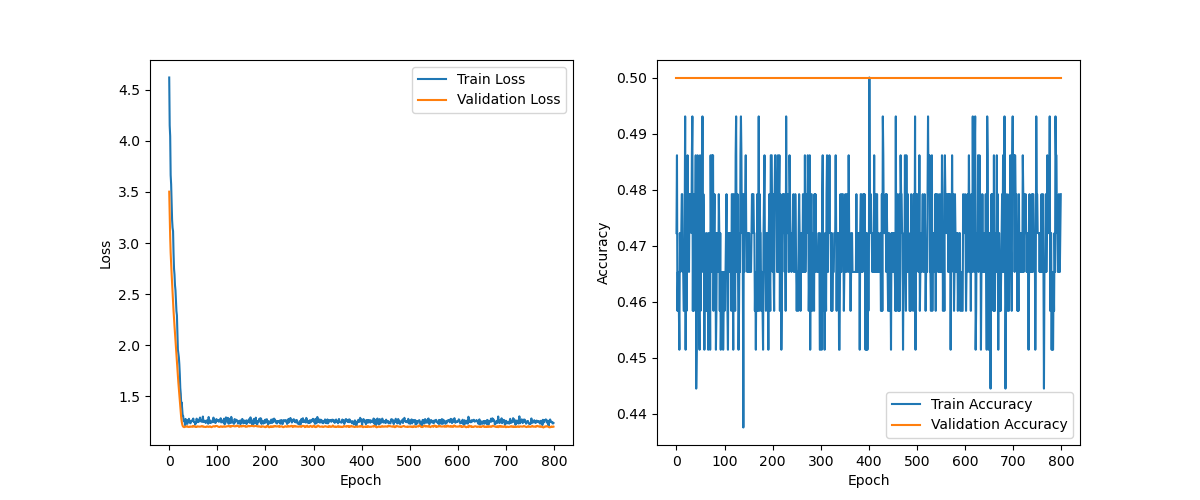 Train Loss
Validation Loss
4.5
4.0
3.5
3.0
2.5
2.0
1.5
Loss
0 100 200 300 400 500 600 700 800
Epoch
0.50
0.49
0.48
0.47
0.46
0.45
0.44
Accuracy
Train Accuracy
Validation Accuracy
0 100 200 300 400 500 600 700 800
Epoch